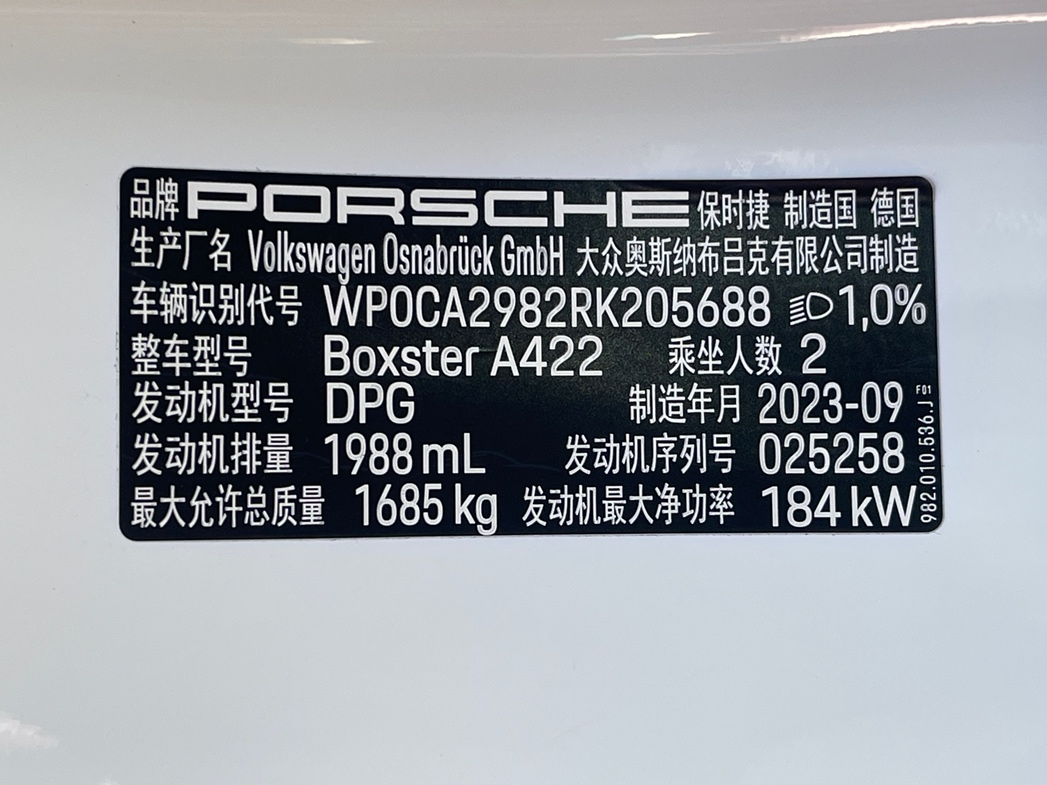 品牌 PORSCHE 保时捷 制造国 德国
生产厂名 Volkswagen Osnabrück GmbH 大众奥斯纳布吕克有限公司制造
车辆识别代号 WP0CA2982RK205688 1,0%
整车型号 Boxster A422 乘坐人数 2
发动机型号 DPG 制造年月 2023-09
发动机排量 1988 mL 发动机序列号 025258
最大允许总质量 1685 kg 发动机最大净功率 184 kW
982.010.536.J F01